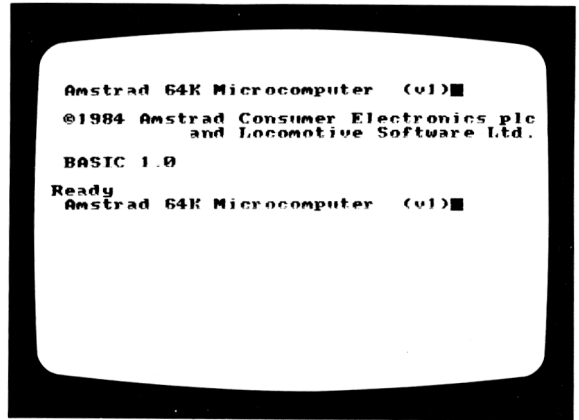 Amstrad 64K Microcomputer (v1)
©1984 Amstrad Consumer Electronics plc
and Locomotive Software Ltd.
BASIC 1.0
Ready
Amstrad 64K Microcomputer (v1)